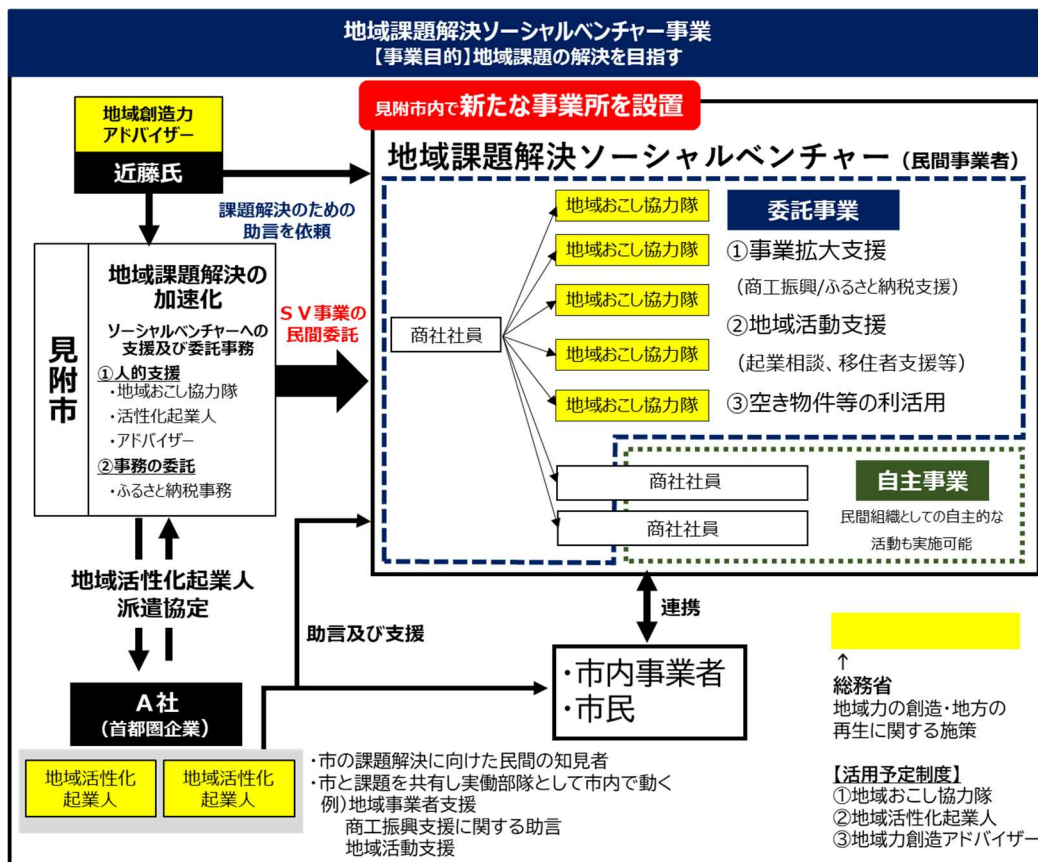 地域課題解決ソーシャルベンチャー事業
【事業目的】地域課題の解決を目指す
地域創造力
アドバイザー
近藤氏
課題解決のための
助言を依頼
見附市
地域課題解決の
加速化
ソーシャルベンチャーへの
支援及び委託事務
①人的支援
・地域おこし協力隊
・活性化起業人
・アドバイザー
②事務の委託
・ふるさと納税事務
ＳＶ事業の
民間委託
見附市内で新たな事業所を設置
地域課題解決ソーシャルベンチャー(民間事業者)
商社社員
地域おこし協力隊
地域おこし協力隊
地域おこし協力隊
地域おこし協力隊
地域おこし協力隊
委託事業
①事業拡大支援
(商工振興/ふるさと納税支援)
②地域活動支援
(起業相談、移住者支援等)
③空き物件等の利活用
商社社員
商社社員
自主事業
民間組織としての自主的な
活動も実施可能
地域活性化起業人
派遣協定
助言及び支援
連携
・市内事業者
・市民
A社
(首都圏企業)
地域活性化
起業人
地域活性化
起業人
・市の課題解決に向けた民間の知見者
・市と課題を共有し実働部隊として市内で動く
例）地域事業者支援
商工振興支援に関する助言
地域活動支援
↑
総務省
地域力の創造・地方の
再生に関する施策
【活用予定制度】
①地域おこし協力隊
②地域活性化起業人
③地域力創造アドバイザー